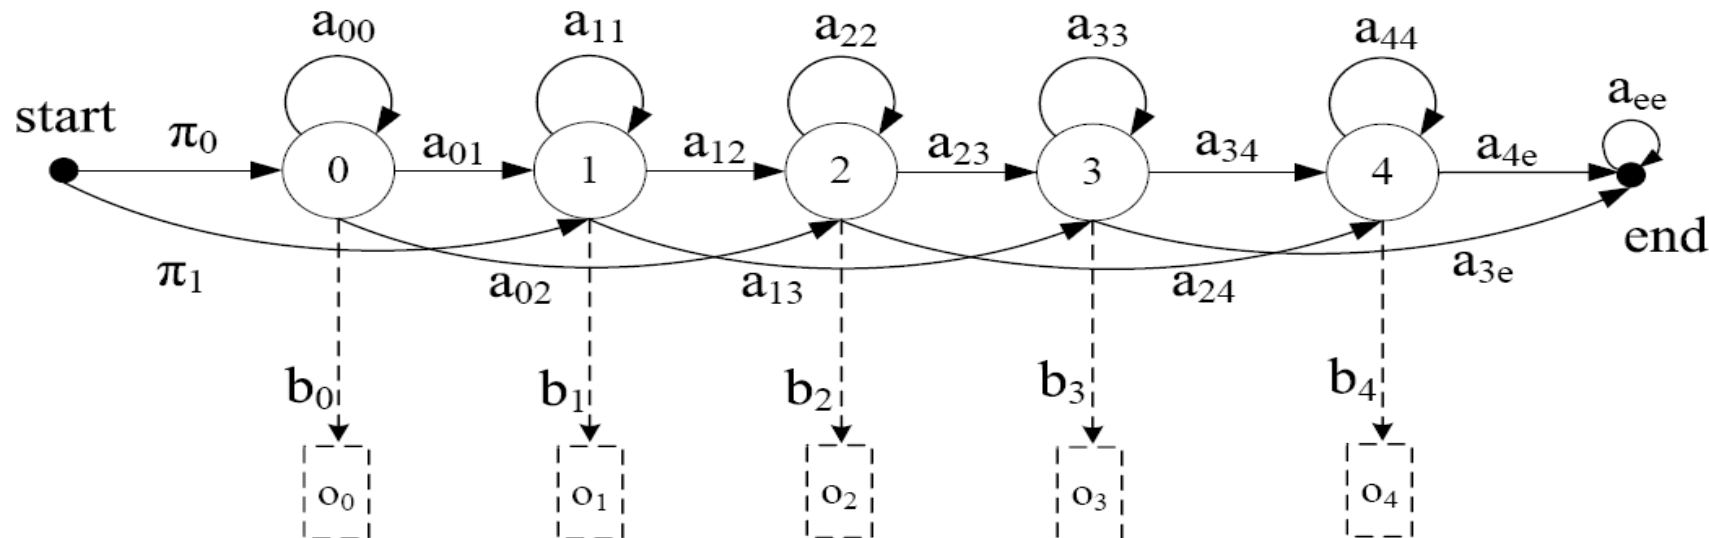 a₀₀ a₁₁ a₂₂ a₃₃ a₄₄
aₑₑ
start π₀ 0 a₀₁ 1 a₁₂ 2 a₂₃ 3 a₃₄ 4 a₄ₑ
end
π₁ a₀₂ a₁₃ a₂₄ a₃ₑ
b₀ b₁ b₂ b₃ b₄
o₀ o₁ o₂ o₃ o₄